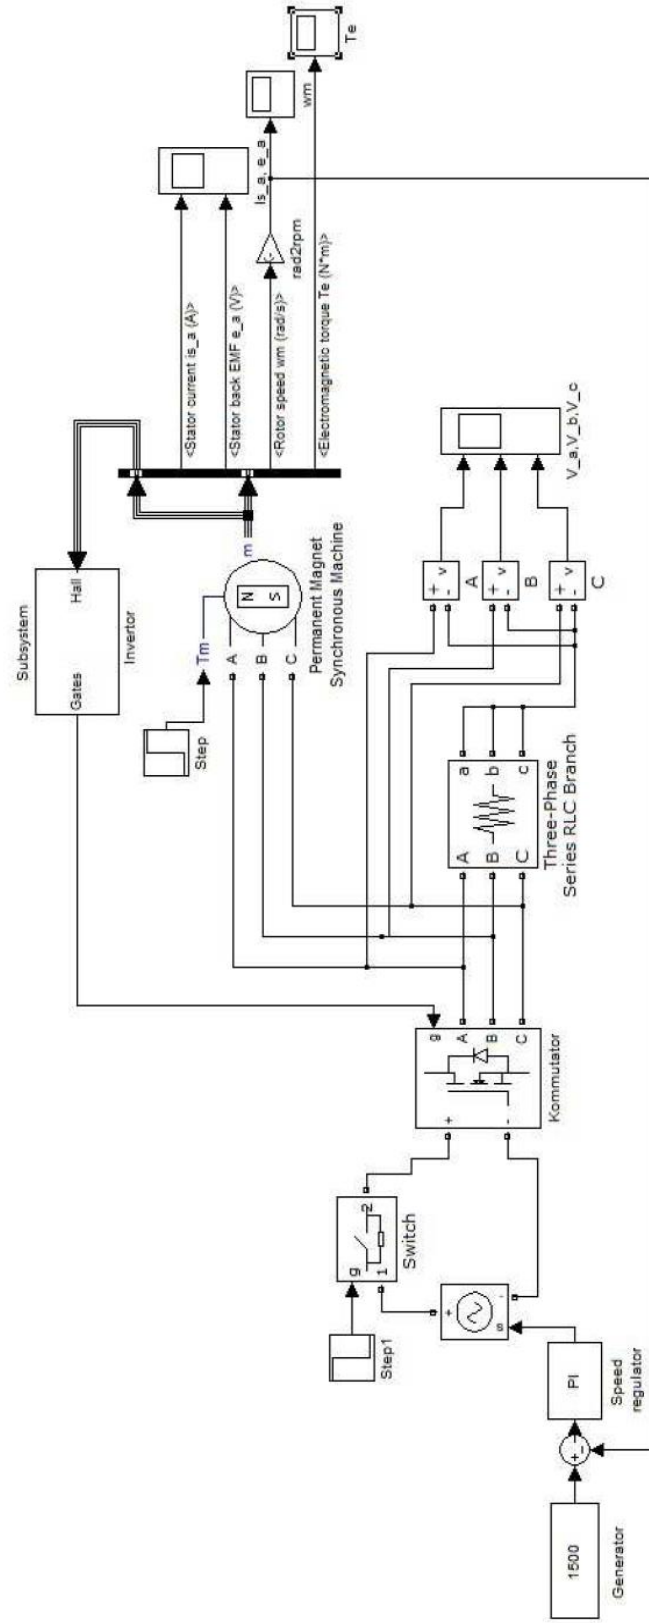 Subsystem
Gates
Hall
Invertor
Step
Tm
A
B
C
N
S
m
Permanent Magnet
Synchronous Machine
<Stator current is_a (A)>
<Stator back EMF e_a (V)>
<Rotor speed wm (rad/s)>
<Electromagnetic torque Te (N*m)>
Is_a, e_a
rad2rpm
wm
Te
Step1
g
1
2
Switch
+
-
s
1500
Generator
+
-
PI
Speed
regulator
g
+
-
A
B
C
Kommutator
A
B
C
a
b
c
Three-Phase
Series RLC Branch
+
-
v
A
+
-
v
B
+
-
v
C
V_a,V_b,V_c